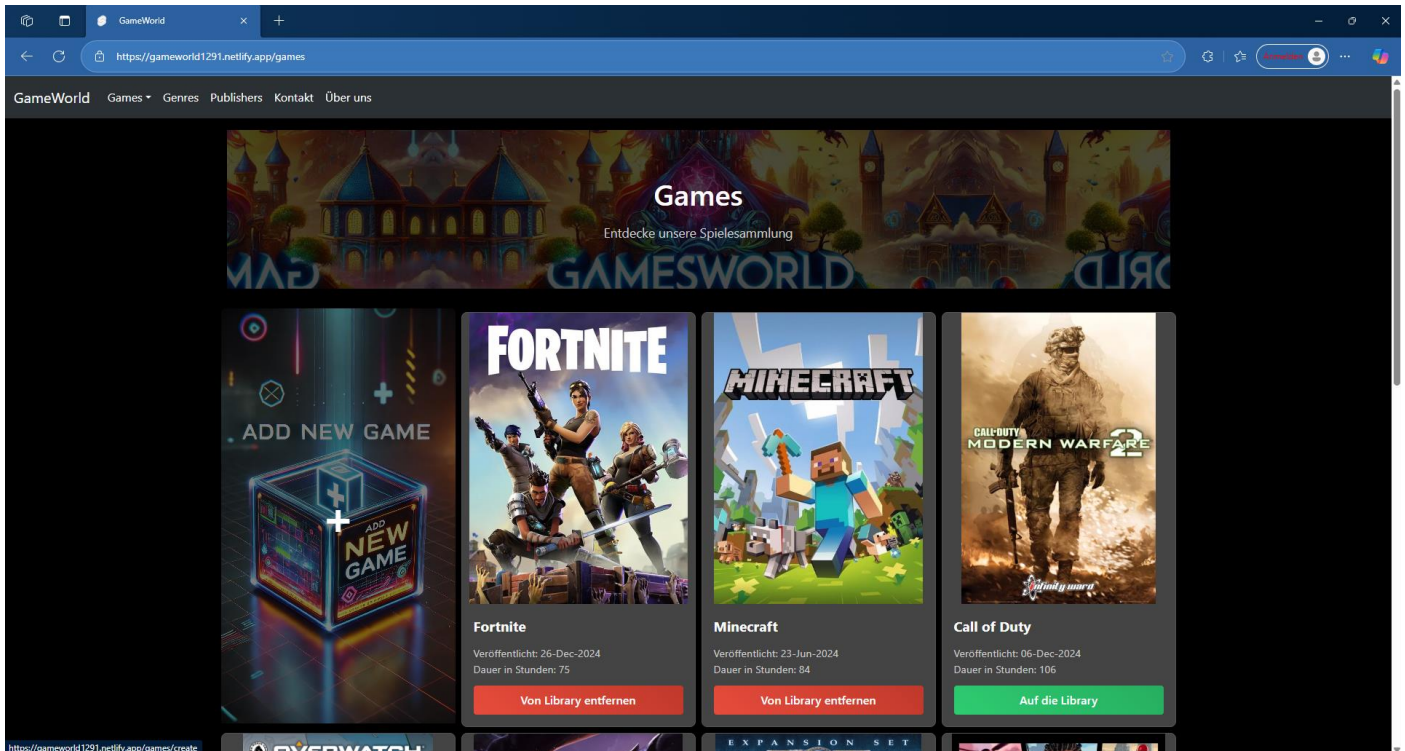 GameWorld
https://gameworld1291.netlify.app/games
GameWorld Games Genres Publishers Kontakt Über uns
Games
Entdecke unsere Spielesammlung
GAMESWORLD
ADD NEW GAME
ADD
NEW
GAME
FORTNITE
Fortnite
Veröffentlicht: 26-Dec-2024
Dauer in Stunden: 75
Von Library entfernen
MINECRAFT
Minecraft
Veröffentlicht: 23-Jun-2024
Dauer in Stunden: 84
Von Library entfernen
CALL OF DUTY
MODERN WARFARE 2
Infinity ward
Call of Duty
Veröffentlicht: 06-Dec-2024
Dauer in Stunden: 106
Auf die Library
https://gameworld1291.netlify.app/games/create
OVERWATCH
EXPANSION SET